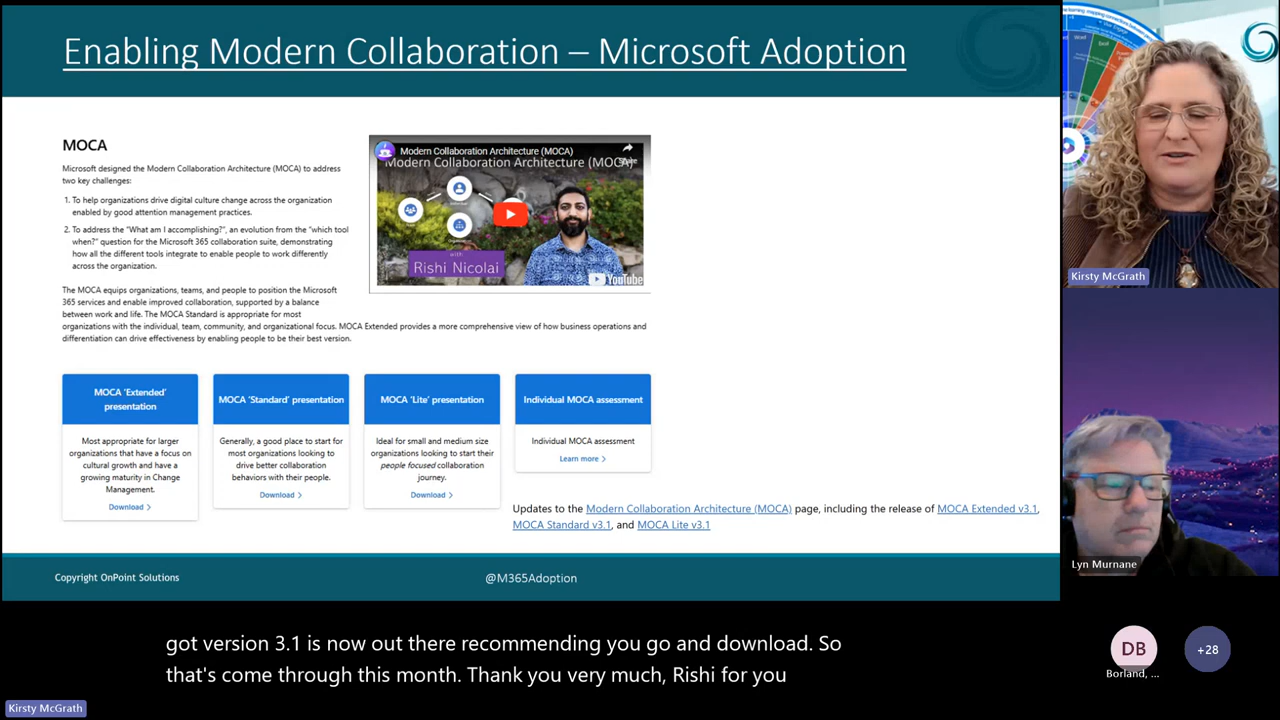 Enabling Modern Collaboration – Microsoft Adoption
MOCA
Microsoft designed the Modern Collaboration Architecture (MOCA) to address
two key challenges:
1. To help organizations drive digital culture change across the organization
enabled by good attention management practices.
2. To address the "What am I accomplishing?", an evolution from the "which tool
when?" question for the Microsoft 365 collaboration suite, demonstrating
how all the different tools integrate to enable people to work differently
across the organization.
The MOCA equips organizations, teams, and people to position the Microsoft
365 services and enable improved collaboration, supported by a balance
between work and life. The MOCA Standard is appropriate for most
organizations with the individual, team, community, and organizational focus. MOCA Extended provides a more comprehensive view of how business operations and
differentiation can drive effectiveness by enabling people to be their best version.
Modern Collaboration Architecture (MOCA)
Modern Collaboration Architecture (MOCA)
Share
with:
Rishi Nicolai
YouTube
MOCA 'Extended'
presentation
Most appropriate for larger
organizations that have a focus on
cultural growth and have a
growing maturity in Change
Management.
Download >
MOCA 'Standard' presentation
Generally, a good place to start for
most organizations looking to
drive better collaboration
behaviors with their people.
Download >
MOCA 'Lite' presentation
Ideal for small and medium size
organizations looking to start their
people focused collaboration
journey.
Download >
Individual MOCA assessment
Individual MOCA assessment
Learn more >
Updates to the Modern Collaboration Architecture (MOCA) page, including the release of MOCA Extended v3.1,
MOCA Standard v3.1, and MOCA Lite v3.1
Copyright OnPoint Solutions
@M365Adoption
Kirsty McGrath
Lyn Murnane
DB
Borland, ...
+28
got version 3.1 is now out there recommending you go and download. So
that's come through this month. Thank you very much, Rishi for you
Kirsty McGrath